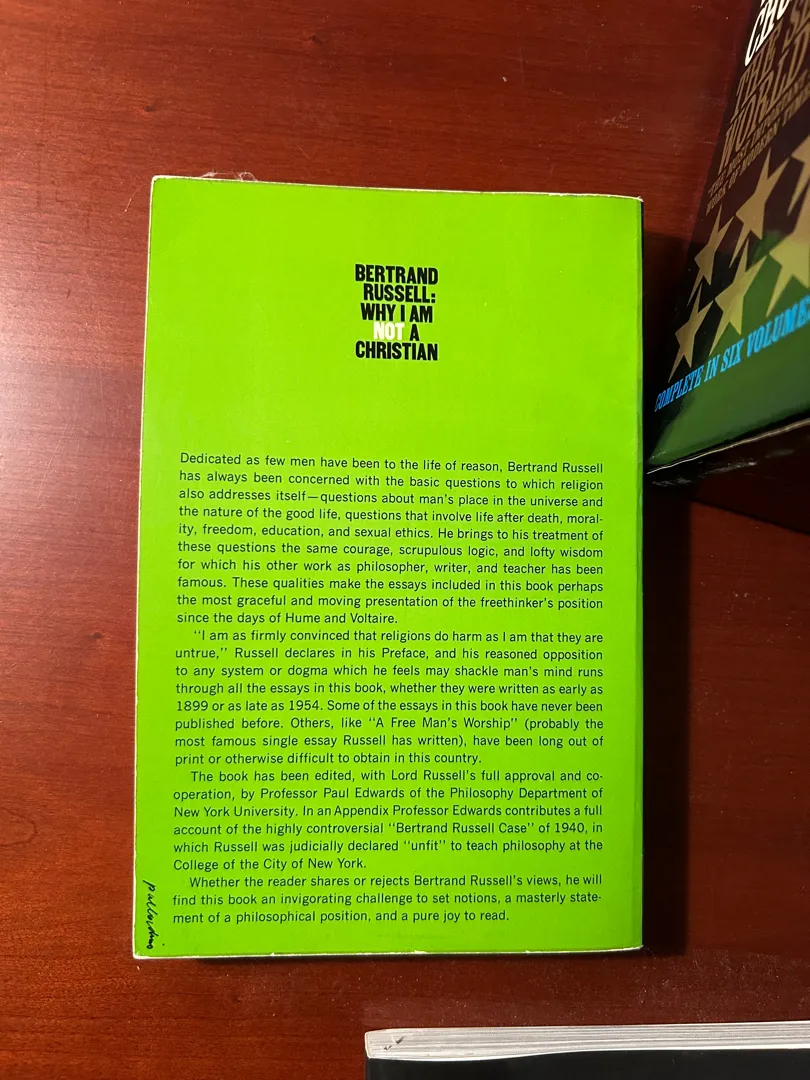 BERTRAND
RUSSELL:
WHY I AM
NOT A
CHRISTIAN
Dedicated as few men have been to the life of reason, Bertrand Russell
has always been concerned with the basic questions to which religion
also addresses itself—questions about man's place in the universe and
the nature of the good life, questions that involve life after death, moral-
ity, freedom, education, and sexual ethics. He brings to his treatment of
these questions the same courage, scrupulous logic, and lofty wisdom
for which his other work as philosopher, writer, and teacher has been
famous. These qualities make the essays included in this book perhaps
the most graceful and moving presentation of the freethinker's position
since the days of Hume and Voltaire.
"I am as firmly convinced that religions do harm as I am that they are
untrue," Russell declares in his Preface, and his reasoned opposition
to any system or dogma which he feels may shackle man's mind runs
through all the essays in this book, whether they were written as early as
1899 or as late as 1954. Some of the essays in this book have never been
published before. Others, like "A Free Man's Worship" (probably the
most famous single essay Russell has written), have been long out of
print or otherwise difficult to obtain in this country.
The book has been edited, with Lord Russell's full approval and co-
operation, by Professor Paul Edwards of the Philosophy Department of
New York University. In an Appendix Professor Edwards contributes a full
account of the highly controversial "Bertrand Russell Case" of 1940, in
which Russell was judicially declared "unfit" to teach philosophy at the
College of the City of New York.
Whether the reader shares or rejects Bertrand Russell's views, he will
find this book an invigorating challenge to set notions, a masterly state-
ment of a philosophical position, and a pure joy to read.
palladino
THE
WORLD
WORK OF MODERN
COMPLETE IN SIX VOLUMES